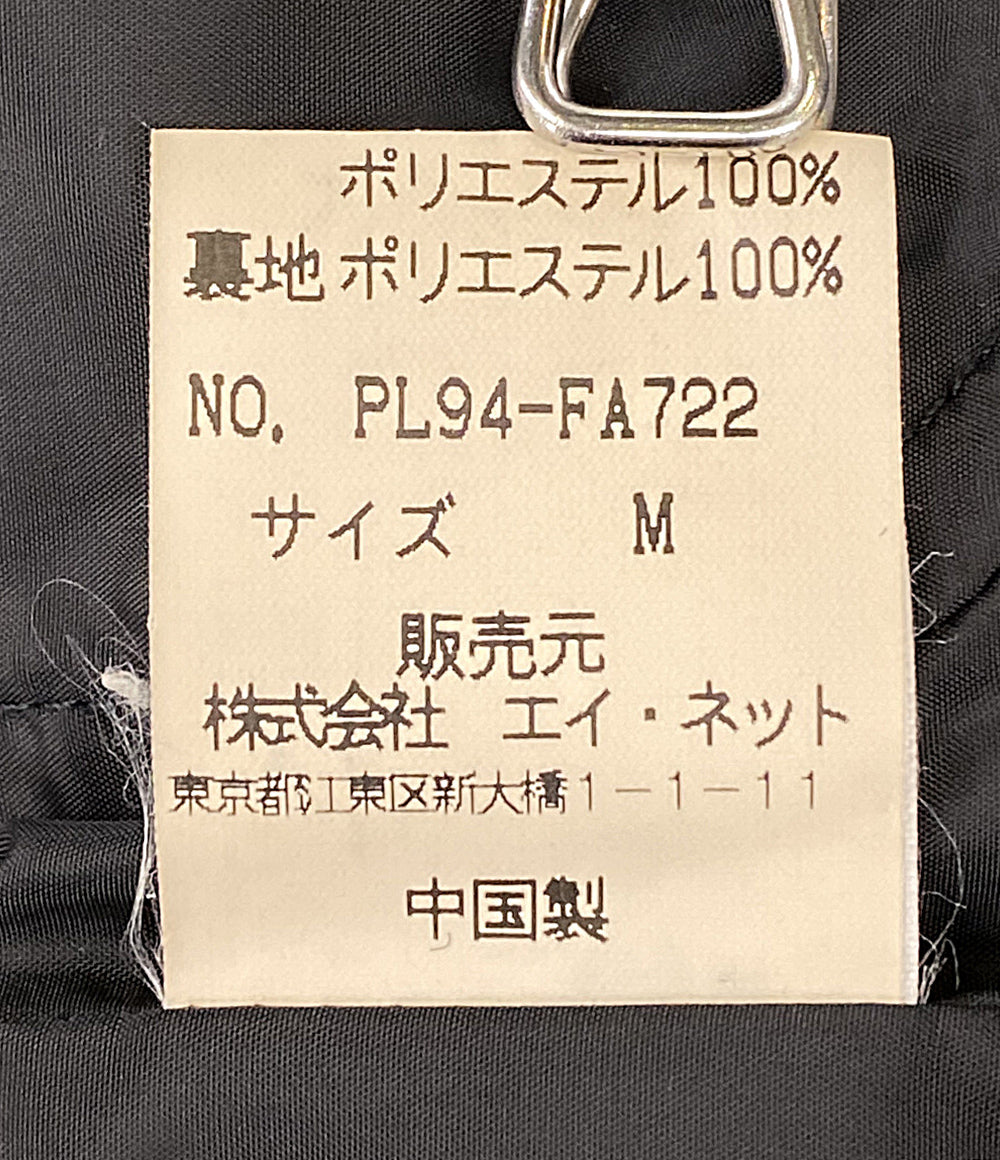 ポリエステル100%
裏地 ポリエステル100%
NO. PL94-FA722
サイズ M
販売元
株式会社 エイ・ネット
東京都江東区新大橋1-1-11
中国製